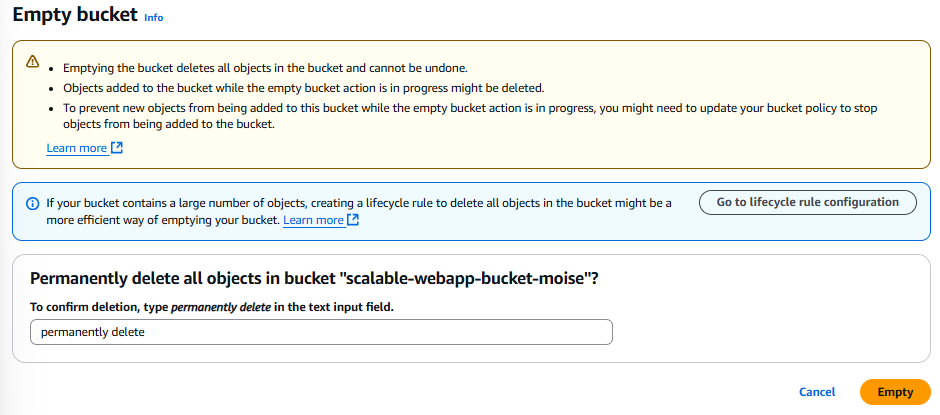 Empty bucket Info
• Emptying the bucket deletes all objects in the bucket and cannot be undone.
• Objects added to the bucket while the empty bucket action is in progress might be deleted.
• To prevent new objects from being added to this bucket while the empty bucket action is in progress, you might need to update your bucket policy to stop
objects from being added to the bucket.
Learn more
If your bucket contains a large number of objects, creating a lifecycle rule to delete all objects in the bucket might be a
more efficient way of emptying your bucket. Learn more
Go to lifecycle rule configuration
Permanently delete all objects in bucket "scalable-webapp-bucket-moise"?
To confirm deletion, type permanently delete in the text input field.
permanently delete
Cancel
Empty